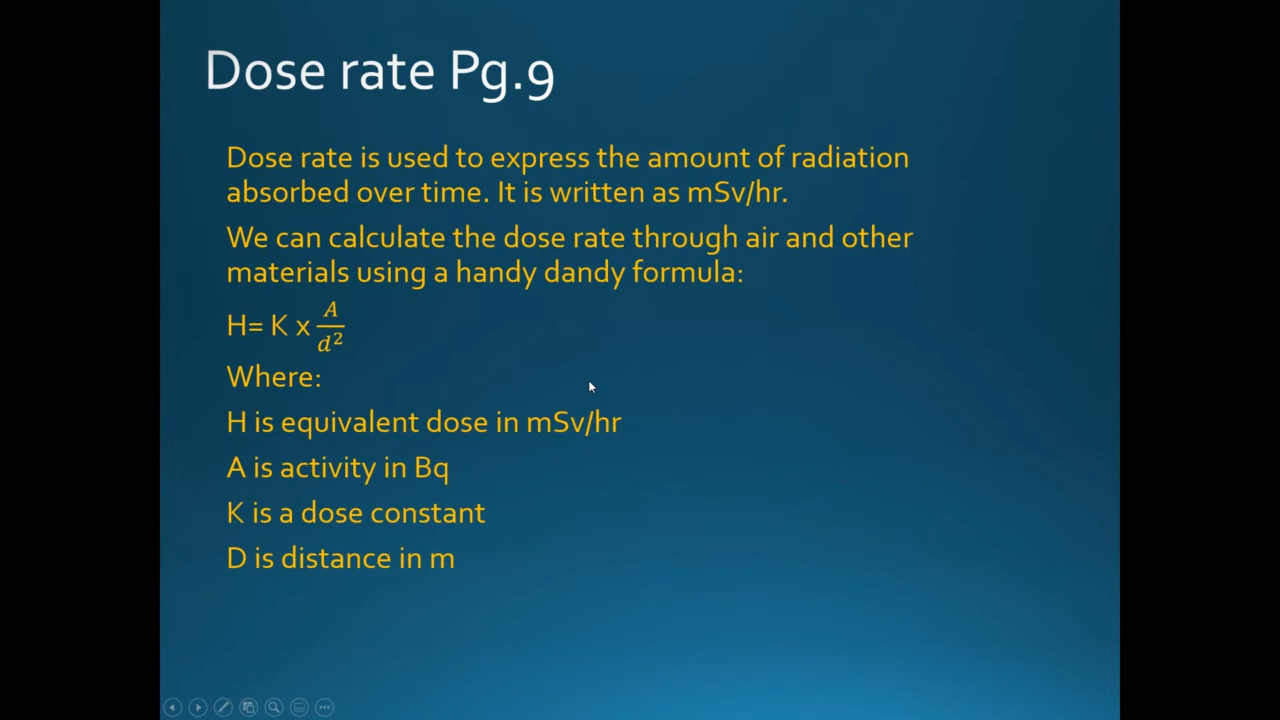 Dose rate Pg.9
Dose rate is used to express the amount of radiation
absorbed over time. It is written as mSv/hr.
We can calculate the dose rate through air and other
materials using a handy dandy formula:
H= K x A/d²
Where:
H is equivalent dose in mSv/hr
A is activity in Bq
K is a dose constant
D is distance in m